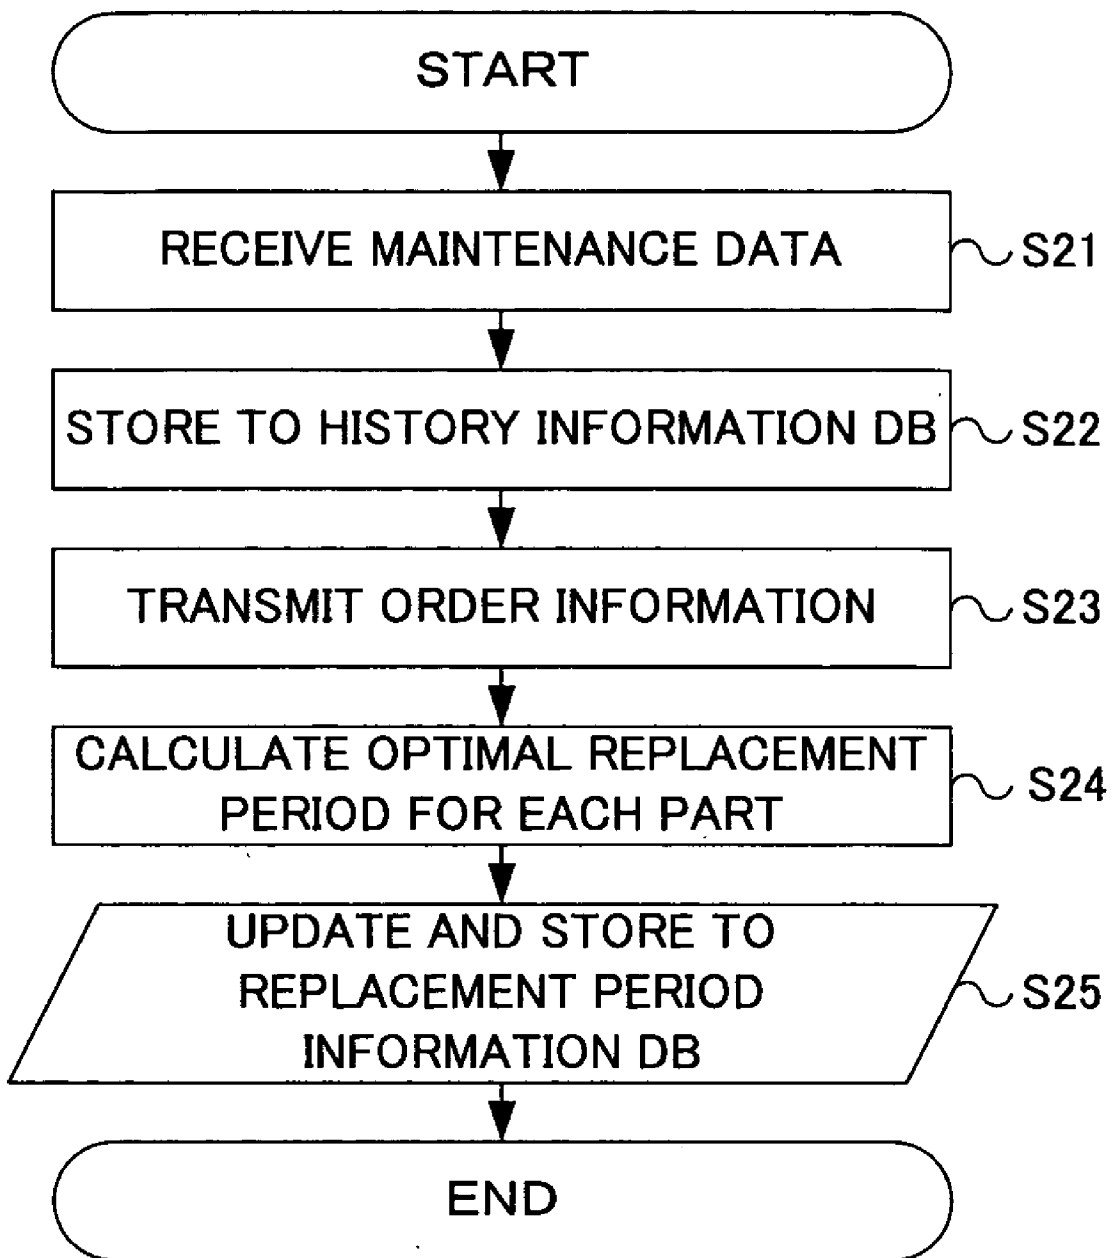 START
RECEIVE MAINTENANCE DATA
S21
STORE TO HISTORY INFORMATION DB
S22
TRANSMIT ORDER INFORMATION
S23
CALCULATE OPTIMAL REPLACEMENT
PERIOD FOR EACH PART
S24
UPDATE AND STORE TO
REPLACEMENT PERIOD
INFORMATION DB
S25
END